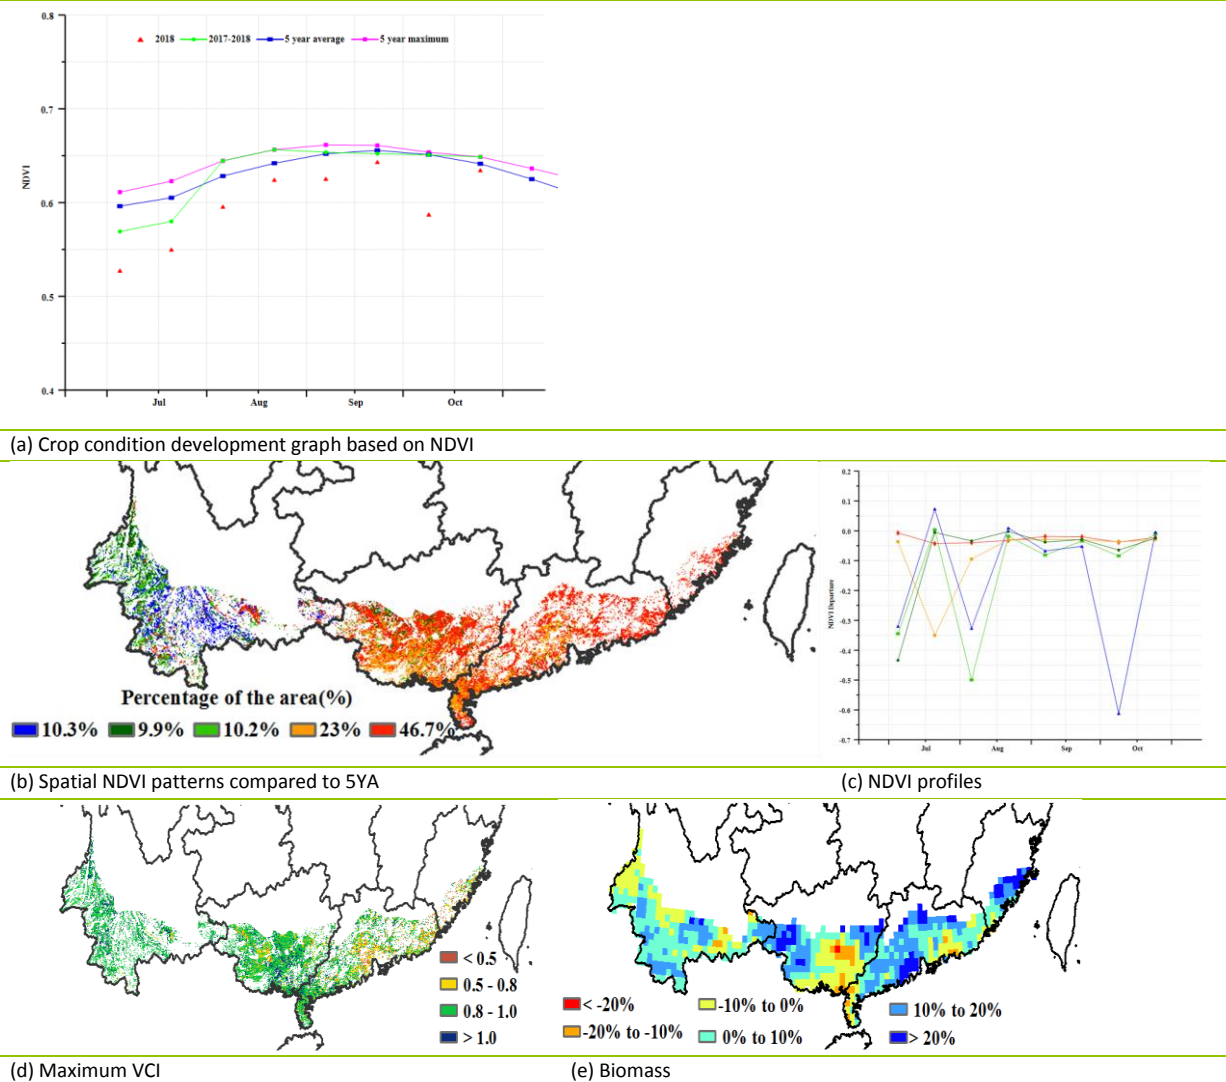 0.8
2018 2017-2018 5 year average 5 year maximum
0.7
0.6
NDVI
0.5
0.4
Jul Aug Sep Oct
(a) Crop condition development graph based on NDVI
Percentage of the area(%)
10.3% 9.9% 10.2% 23% 46.7%
0.2
0.1
0.0
-0.1
-0.2
NDVI Departure
-0.3
-0.4
-0.5
-0.6
-0.7
Jul Aug Sep Oct
(b) Spatial NDVI patterns compared to 5YA
(c) NDVI profiles
< 0.5
0.5 - 0.8
0.8 - 1.0
> 1.0
< -20% -10% to 0% 10% to 20%
-20% to -10% 0% to 10% > 20%
(d) Maximum VCI
(e) Biomass